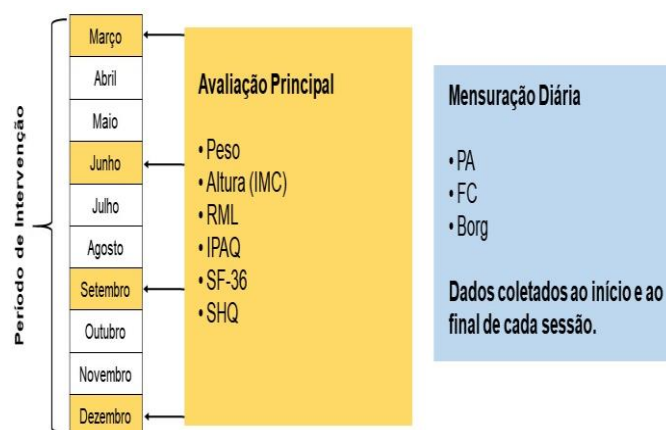 Período de Intervenção
Março
Abril
Maio
Junho
Julho
Agosto
Setembro
Outubro
Novembro
Dezembro
Avaliação Principal
• Peso
• Altura (IMC)
• RML
• IPAQ
• SF-36
• SHQ
Mensuração Diária
• PA
• FC
• Borg
Dados coletados ao início e ao
final de cada sessão.